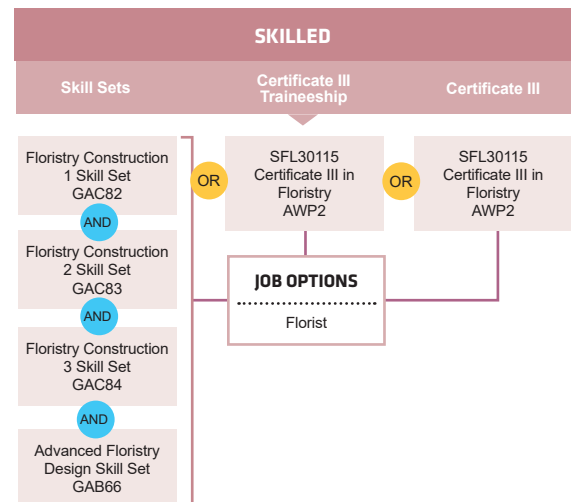 SKILLED
Skill Sets
Certificate III
Traineeship
Certificate III
Floristry Construction
1 Skill Set
GAC82
AND
Floristry Construction
2 Skill Set
GAC83
AND
Floristry Construction
3 Skill Set
GAC84
AND
Advanced Floristry
Design Skill Set
GAB66
OR
SFL30115
Certificate III in
Floristry
AWP2
OR
SFL30115
Certificate III in
Floristry
AWP2
JOB OPTIONS
Florist